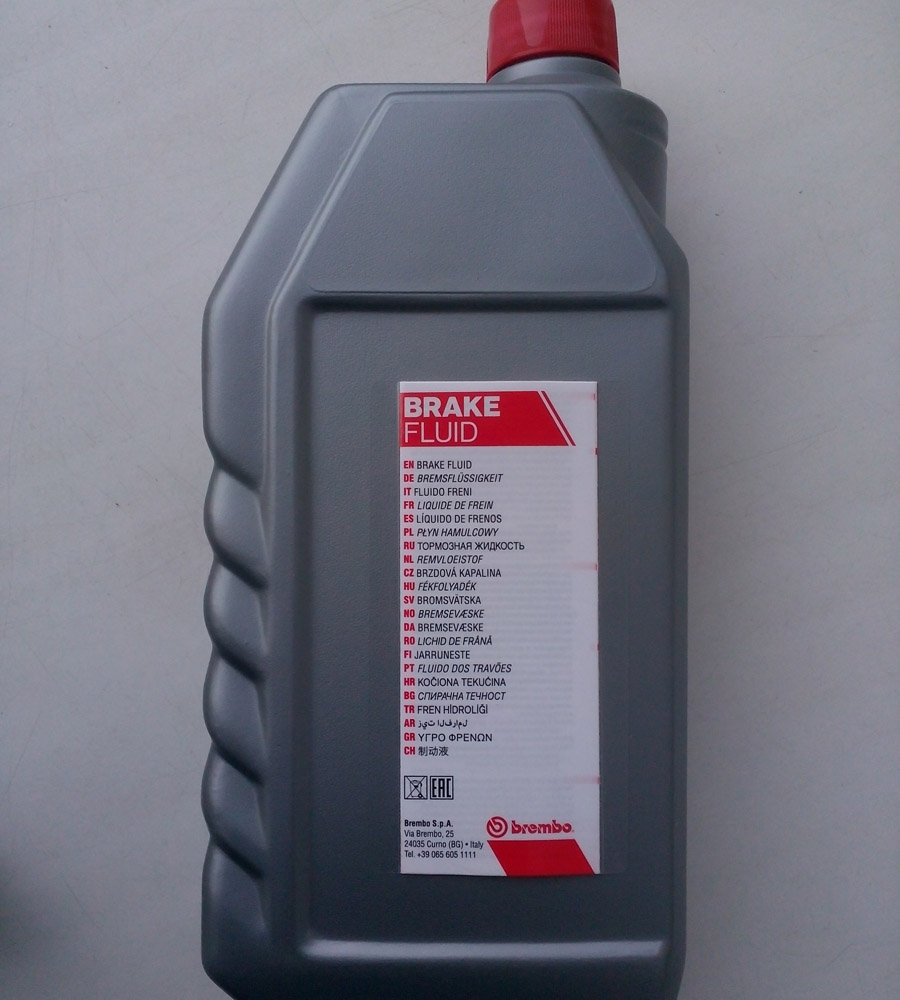 BRAKE
FLUID
EN BRAKE FLUID
DE BREMSFLÜSSIGKEIT
IT FLUIDO FRENI
FR LIQUIDE DE FREIN
ES LÍQUIDO DE FRENOS
PL PŁYN HAMULCOWY
RU ТОРМОЗНАЯ ЖИДКОСТЬ
NL REMVLOEISTOF
CZ BRZDOVÁ KAPALINA
HU FÉKFOLYADÉK
SV BROMSVÄTSKA
NO BREMSEVÆSKE
DA BREMSEVÆSKE
RO LICHID DE FRÂNĂ
FI JARRUNESTE
PT FLUIDO DOS TRAVÕES
HR KOČIONA TEKUĆINA
BG СПИРАЧНА ТЕЧНОСТ
TR FREN HİDROLİĞİ
AR زيت الفرامل
GR ΥΓΡΟ ΦΡΕΝΩΝ
CH 制动液
EAC
Brembo S.p.A.
Via Brembo, 25
24035 Curno (BG) • Italy
Tel. +39 065 605 1111
brembo